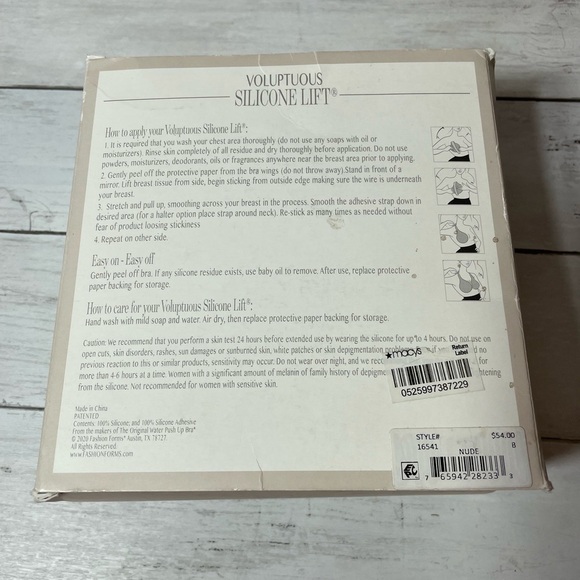 VOLUPTUOUS
SILICONE LIFT®
How to apply your Voluptuous Silicone Lift®:
1. It is required that you wash your chest area thoroughly (do not use any soaps with oil or
moisturizers). Rinse skin completely of all residue and dry thoroughly before application. Do not use
powders, moisturizers, deodorants, oils or fragrances anywhere near the breast area prior to applying.
2. Gently peel off the protective paper from the bra wings (do not throw away).Stand in front of a
mirror. Lift breast tissue from side, begin sticking from outside edge making sure the wire is underneath
your breast.
3. Stretch and pull up, smoothing across your breast in the process. Smooth the adhesive strap down in
desired area (for a halter option place strap around neck). Re-stick as many times as needed without
fear of product loosing stickiness
4. Repeat on other side.
Easy on - Easy off
Gently peel off bra. If any silicone residue exists, use baby oil to remove. After use, replace protective
paper backing for storage.
How to care for your Voluptuous Silicone Lift®:
Hand wash with mild soap and water. Air dry, then replace protective paper backing for storage.
Caution: We recommend that you perform a skin test 24 hours before extended use by wearing the silicone for up to 4 hours. Do not use on
open cuts, skin disorders, rashes, sun damages or sunburned skin, white patches or skin depigmentation
previous reaction to this or similar products, sensitivity may occur. Do not wear over night, and we
more than 4-6 hours at a time. Women with a significant amount of melanin of family history of
from the silicone. Not recommended for women with sensitive skin.
★macy's
Return
Label
0525997387229
Made in China
PATENTED
Contents: 100% Silicone; and 100% Silicone Adhesive
From the makers of The Original Water Push Up Bra®
© 2020 Fashion Forms® Austin, TX 78727.
All Rights Reserved.
www.FASHIONFORMS.com
STYLE#
16541
$54.00
B
NUDE
7 65942 28233 3